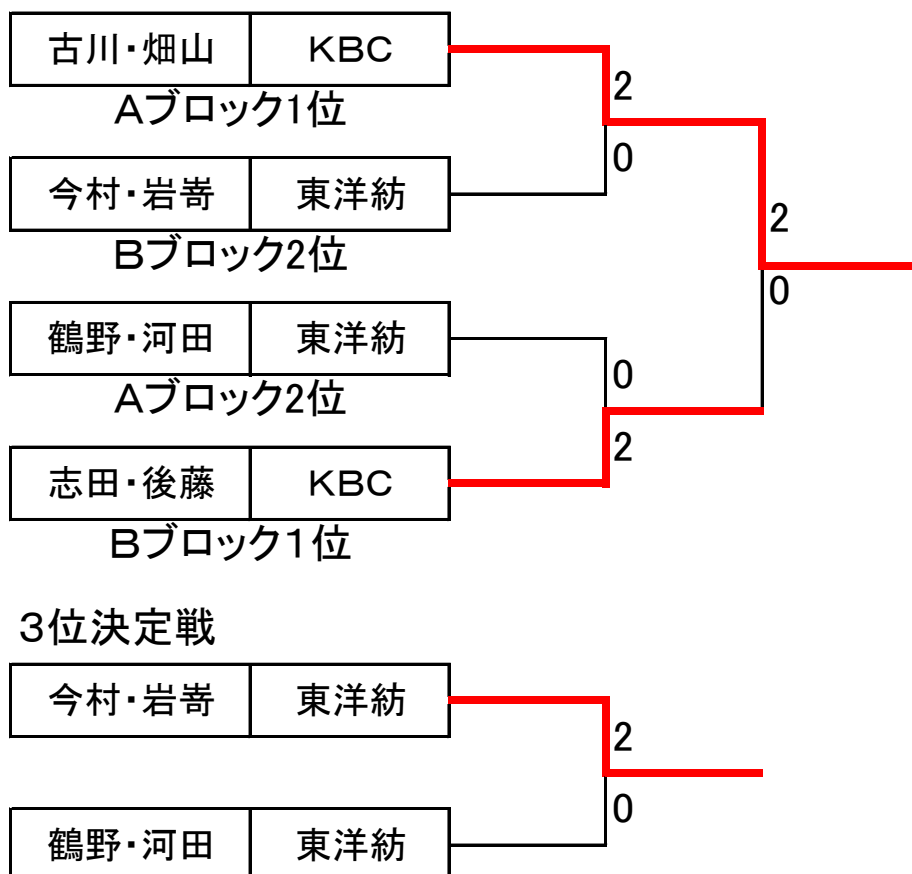 古川・畑山 KBC
2
Aブロック1位
0
今村・岩嵜 東洋紡
2
Bブロック2位
0
鶴野・河田 東洋紡
0
Aブロック2位
2
志田・後藤 KBC
Bブロック１位
３位決定戦
今村・岩嵜 東洋紡
2
0
鶴野・河田 東洋紡